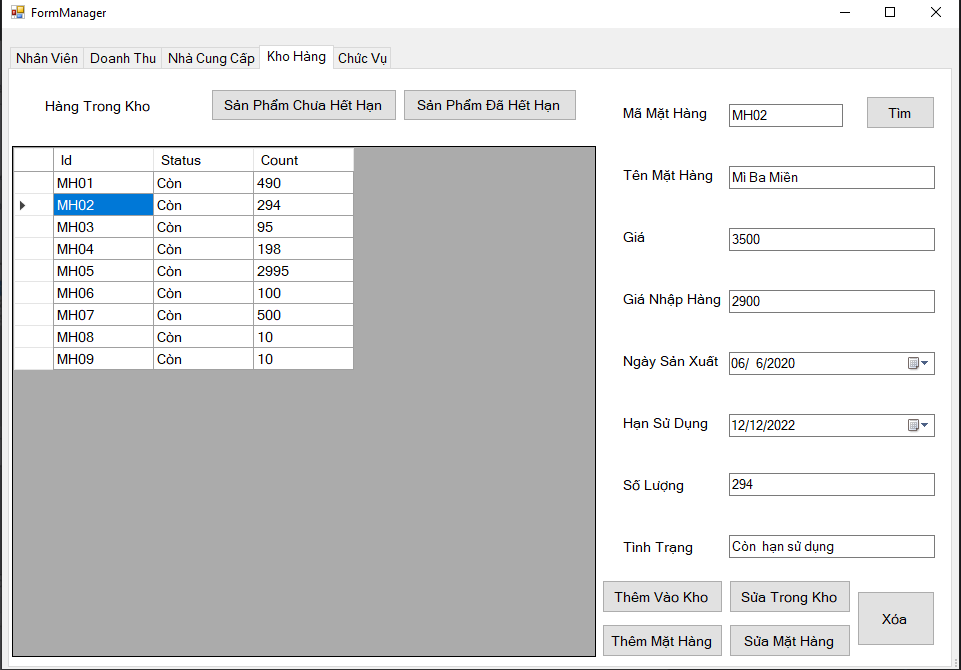 FormManager
Nhân Viên Doanh Thu Nhà Cung Cấp Kho Hàng Chức Vụ
Hàng Trong Kho Sản Phẩm Chưa Hết Hạn Sản Phẩm Đã Hết Hạn
Id Status Count
MH01 Còn 490
MH02 Còn 294
MH03 Còn 95
MH04 Còn 198
MH05 Còn 2995
MH06 Còn 100
MH07 Còn 500
MH08 Còn 10
MH09 Còn 10
Mã Mặt Hàng MH02 Tìm
Tên Mặt Hàng Mì Ba Miền
Giá 3500
Giá Nhập Hàng 2900
Ngày Sản Xuất 06/ 6/2020
Hạn Sử Dụng 12/12/2022
Số Lượng 294
Tình Trạng Còn hạn sử dụng
Thêm Vào Kho Sửa Trong Kho Xóa
Thêm Mặt Hàng Sửa Mặt Hàng